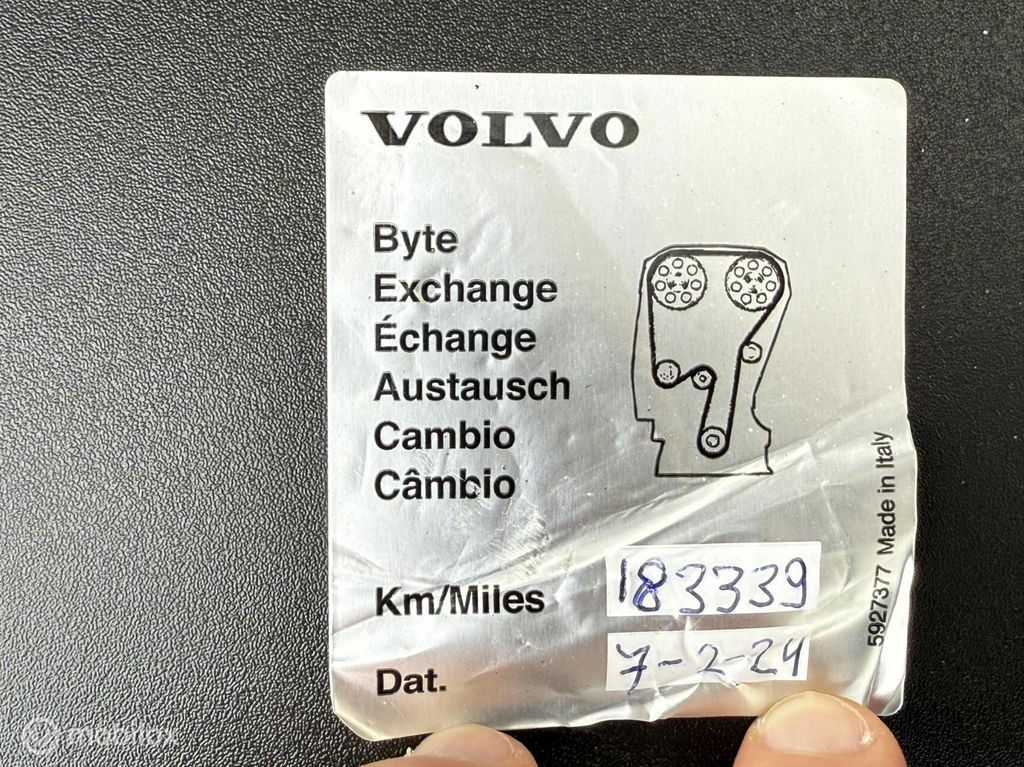 VOLVO
Byte
Exchange
Échange
Austausch
Cambio
Câmbio
Km/Miles 183339
Dat. 7-2-24
5927377 Made in Italy